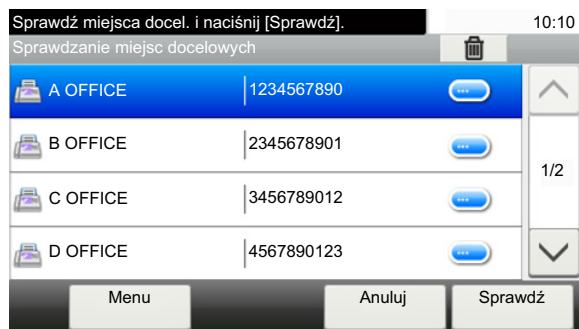 Sprawdź miejsca docel. i naciśnij [Sprawdź]. 10:10
Sprawdzanie miejsc docelowych
A OFFICE 1234567890
B OFFICE 2345678901
1/2
C OFFICE 3456789012
D OFFICE 4567890123
Menu Anuluj Sprawdź